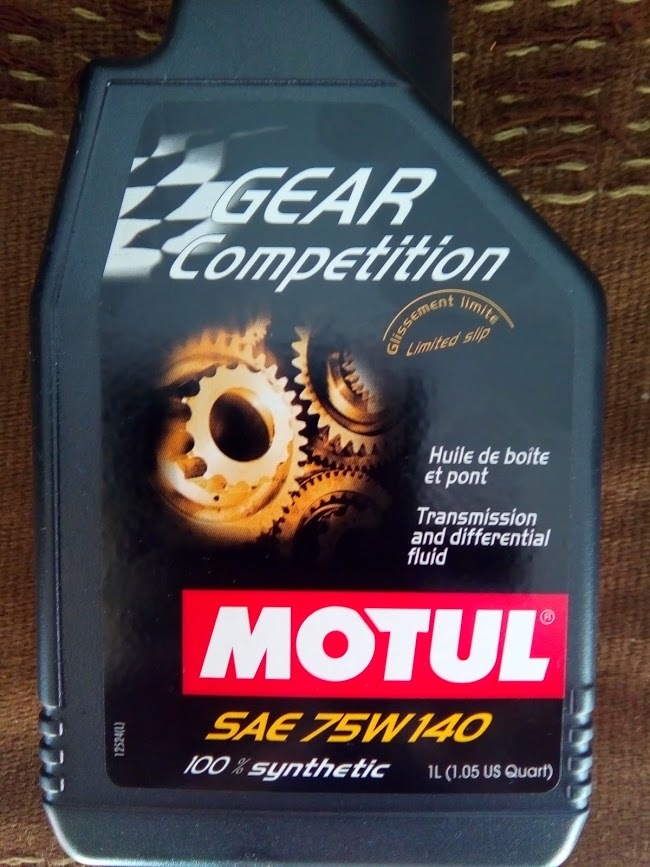 GEAR
Competition
Glissement limité
Limited slip
Huile de boîte
et pont
Transmission
and differential
fluid
MOTUL®
SAE 75W140
100 % synthetic
1L (1.05 US Quart)
12524(L)